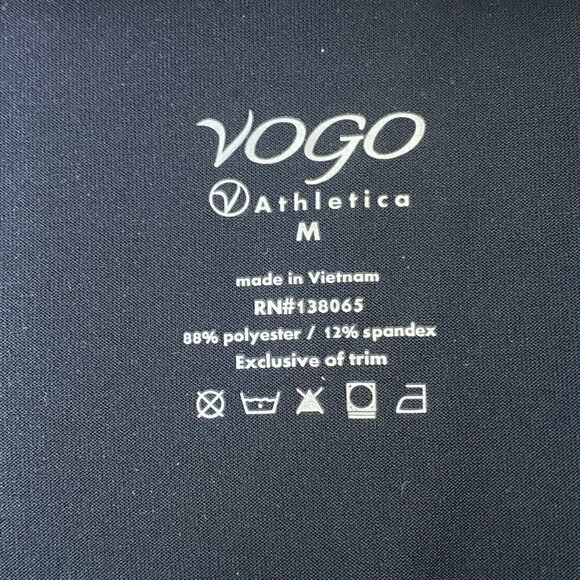 VOGO
Athletica
M
made in Vietnam
RN#138065
88% polyester / 12% spandex
Exclusive of trim